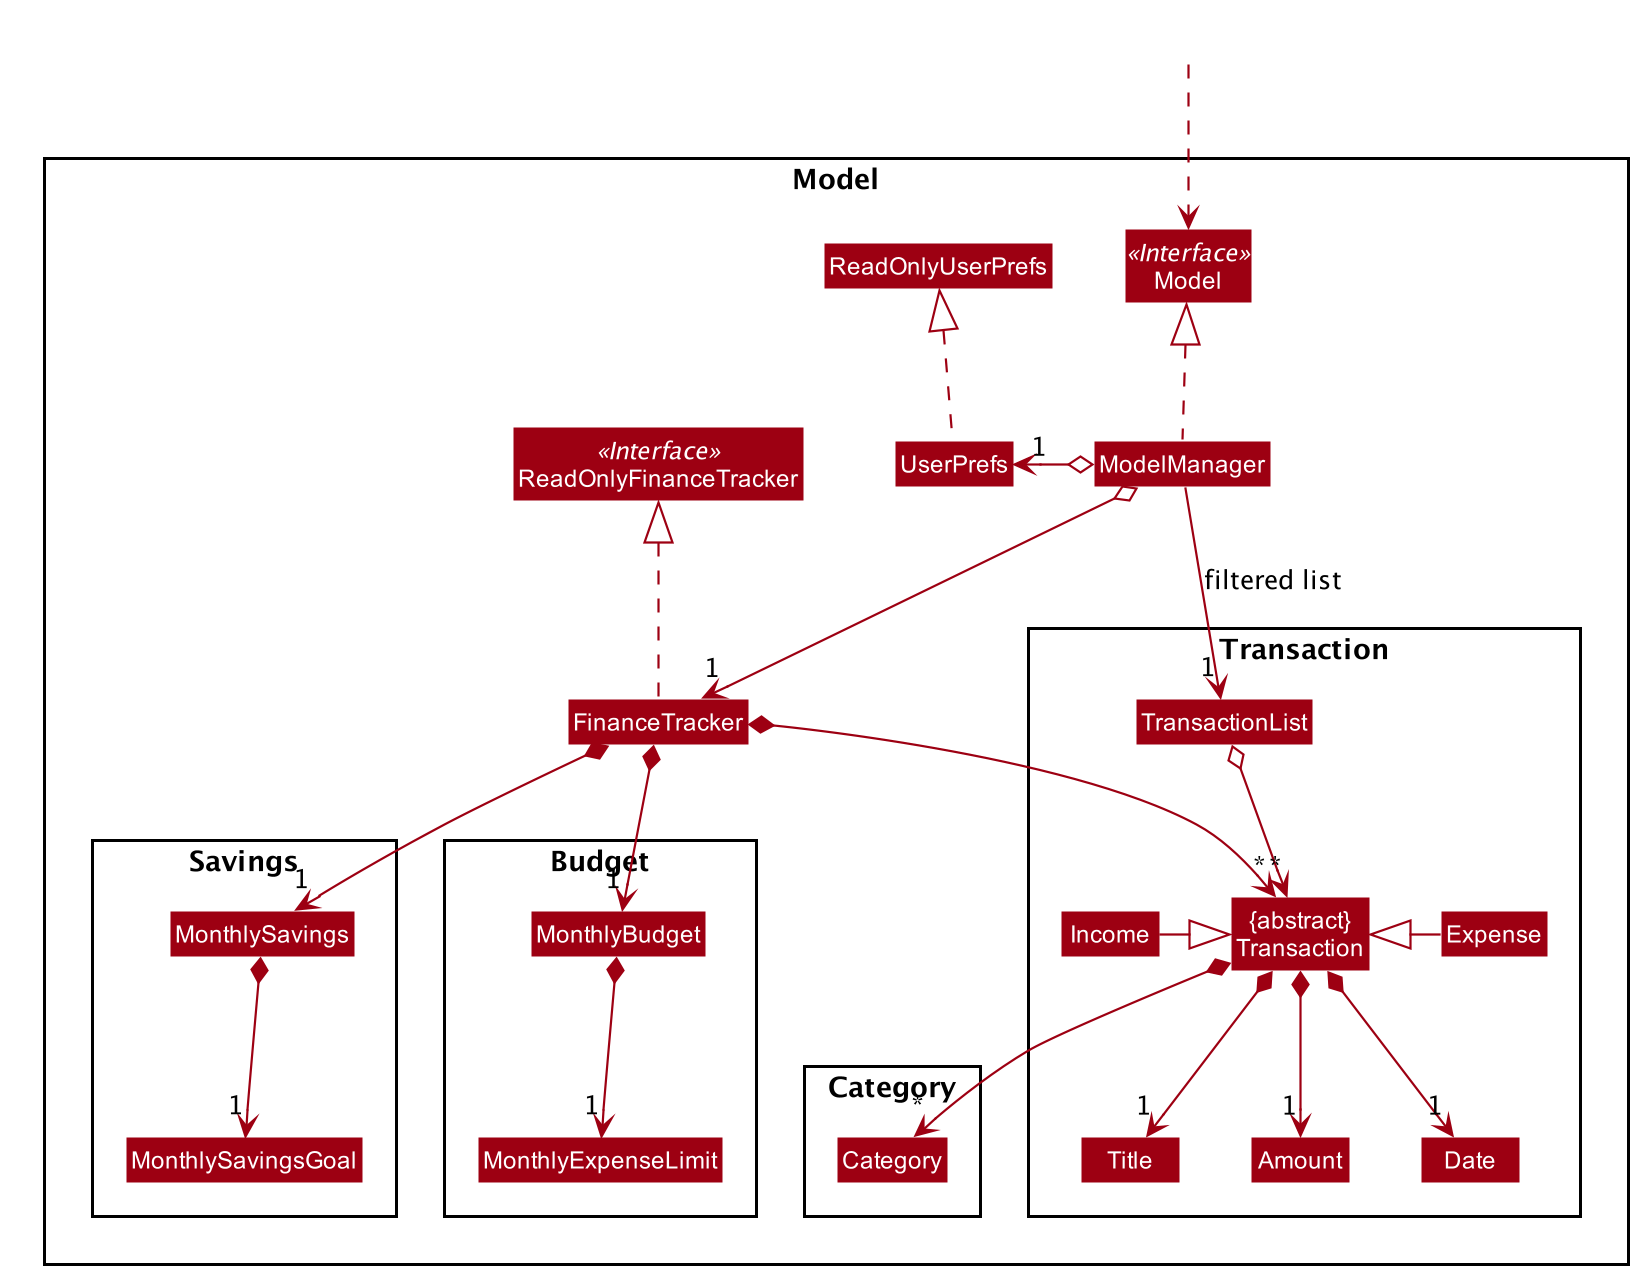 Model
«Interface»
Model
ReadOnlyUserPrefs
«Interface»
ReadOnlyFinanceTracker
UserPrefs
1
ModelManager
filtered list
1
1
Transaction
FinanceTracker
TransactionList
Savings
1
Budget
1
* *
MonthlySavings
MonthlyBudget
Income
{abstract}
Transaction
Expense
Category
*
1
1
1
1
1
MonthlySavingsGoal
MonthlyExpenseLimit
Category
Title
Amount
Date